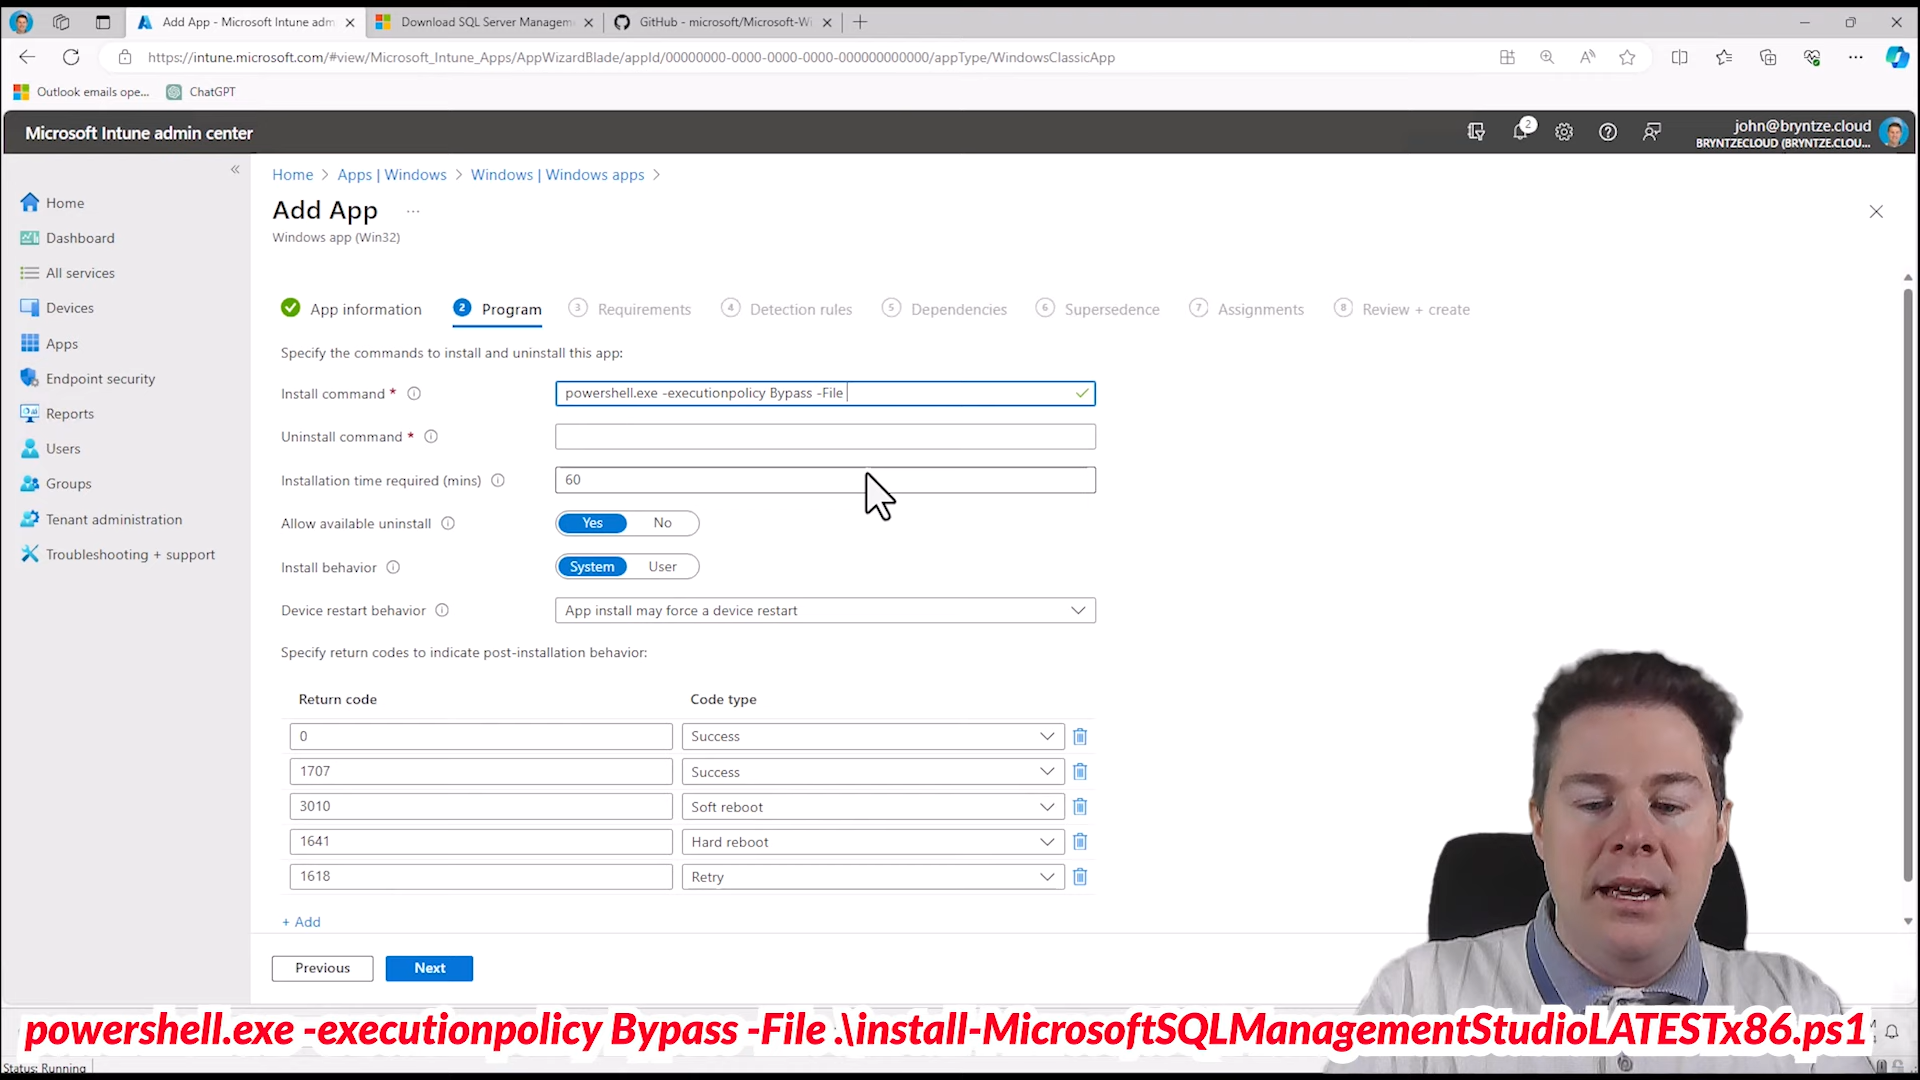 Add App - Microsoft Intune adm
Download SQL Server Managem
GitHub - microsoft/Microsoft-Wi
https://intune.microsoft.com/#view/Microsoft_Intune_Apps/AppWizardBlade/appId/00000000-0000-0000-0000-000000000000/appType/WindowsClassicApp
Outlook emails ope...
ChatGPT
Microsoft Intune admin center
2
john@bryntze.cloud
BRYNTZECLOUD (BRYNTZE.CLOU...
Home
Dashboard
All services
Devices
Apps
Endpoint security
Reports
Users
Groups
Tenant administration
Troubleshooting + support
Home > Apps | Windows > Windows | Windows apps >
Add App ...
Windows app (Win32)
App information
2 Program
3 Requirements
4 Detection rules
5 Dependencies
6 Supersedence
7 Assignments
8 Review + create
Specify the commands to install and uninstall this app:
Install command * powershell.exe -executionpolicy Bypass -File
Uninstall command *
Installation time required (mins) 60
Allow available uninstall Yes No
Install behavior System User
Device restart behavior App install may force a device restart
Specify return codes to indicate post-installation behavior:
Return code Code type
0 Success
1707 Success
3010 Soft reboot
1641 Hard reboot
1618 Retry
+ Add
Previous Next
powershell.exe -executionpolicy Bypass -File .\install-MicrosoftSQLManagementStudioLATESTx86.ps1
Status: Running